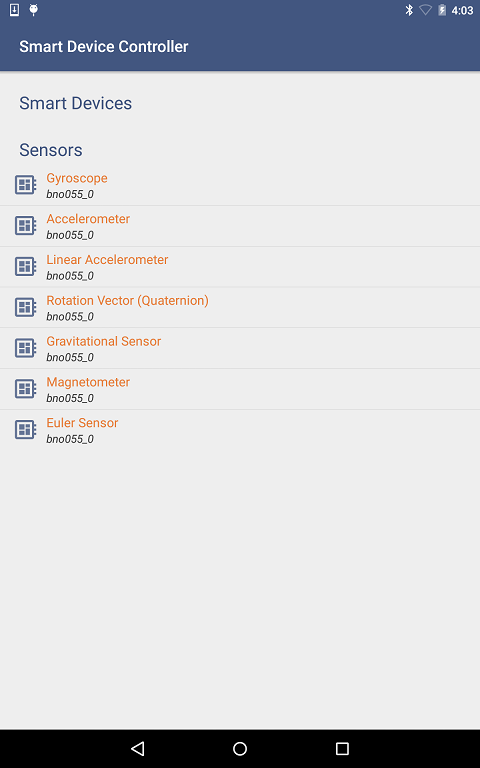 4:03
Smart Device Controller
Smart Devices
Sensors
Gyroscope
bno055_0
Accelerometer
bno055_0
Linear Accelerometer
bno055_0
Rotation Vector (Quaternion)
bno055_0
Gravitational Sensor
bno055_0
Magnetometer
bno055_0
Euler Sensor
bno055_0